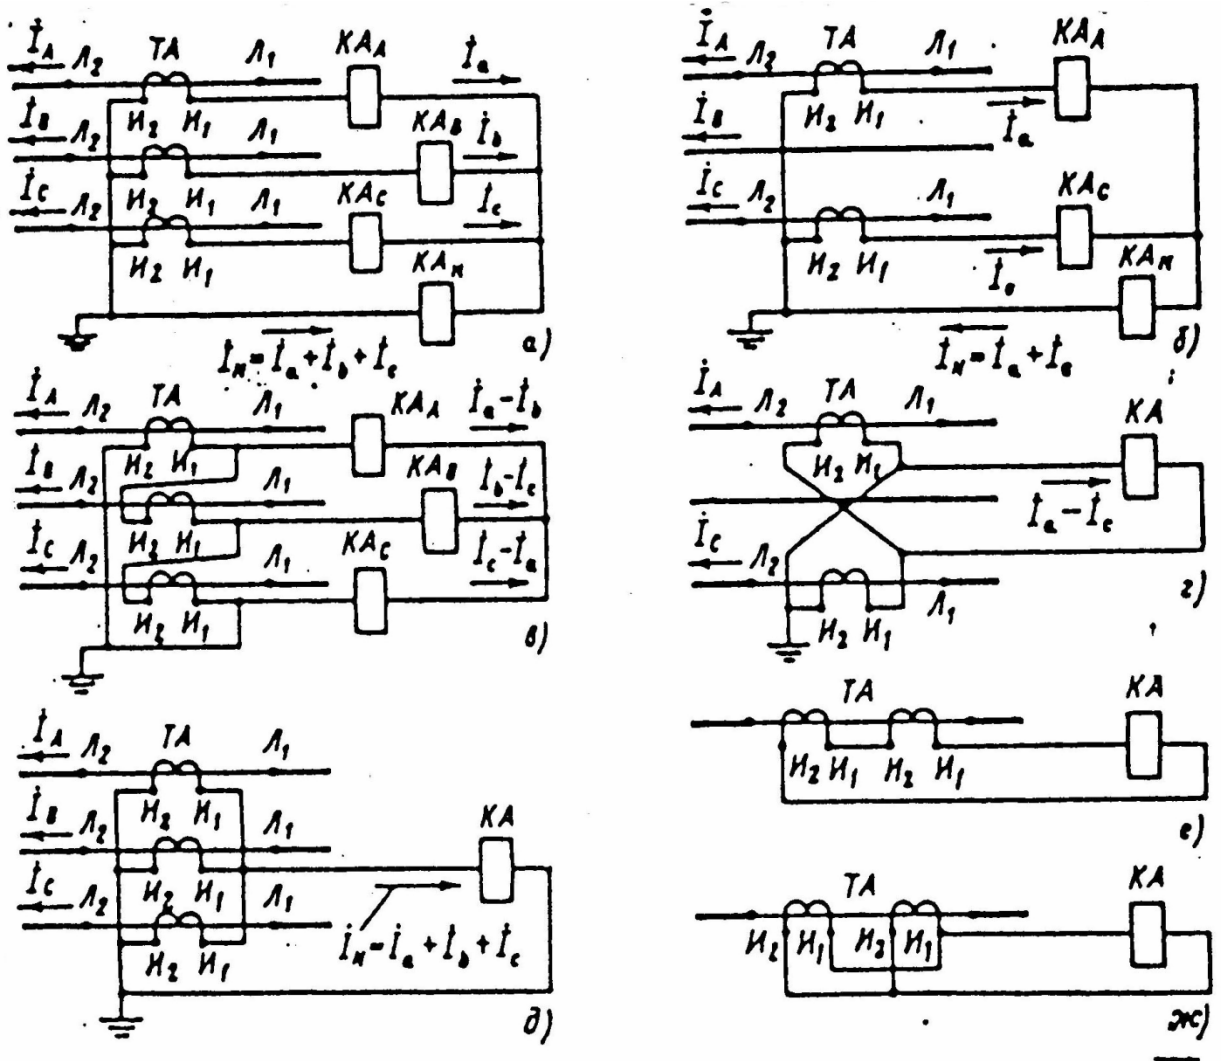 İA Л2 TA Л1 KAA İa
И2 И1
İB Л2 Л1 KAB İb
И2 И1
İC Л2 Л1 KAC İc
И2 И1 KAн
İн=İa+İb+İc
а)
İA Л2 TA Л1 KAA
И2 И1 İa
İB
İC Л2 Л1 KAC
И2 И1 İc KAн
İн=İa+İc
б)
İA Л2 TA Л1 KAA İa-İb
И2 И1
İB Л2 Л1 KAB İb-İc
И2 И1
İC Л2 Л1 KAC İc-İa
И2 И1
в)
İA Л2 TA Л1 KA
И2 И1
İa-İc
İC Л2 Л1
И2 И1
г)
İA Л2 TA Л1
И2 И1
İB Л2 Л1 KA
И2 И1
İC Л2 Л1
И2 И1 İн=İa+İb+İc
д)
TA KA
И2 И1 И2 И1
е)
TA KA
И2 И1 И2 И1
ж)